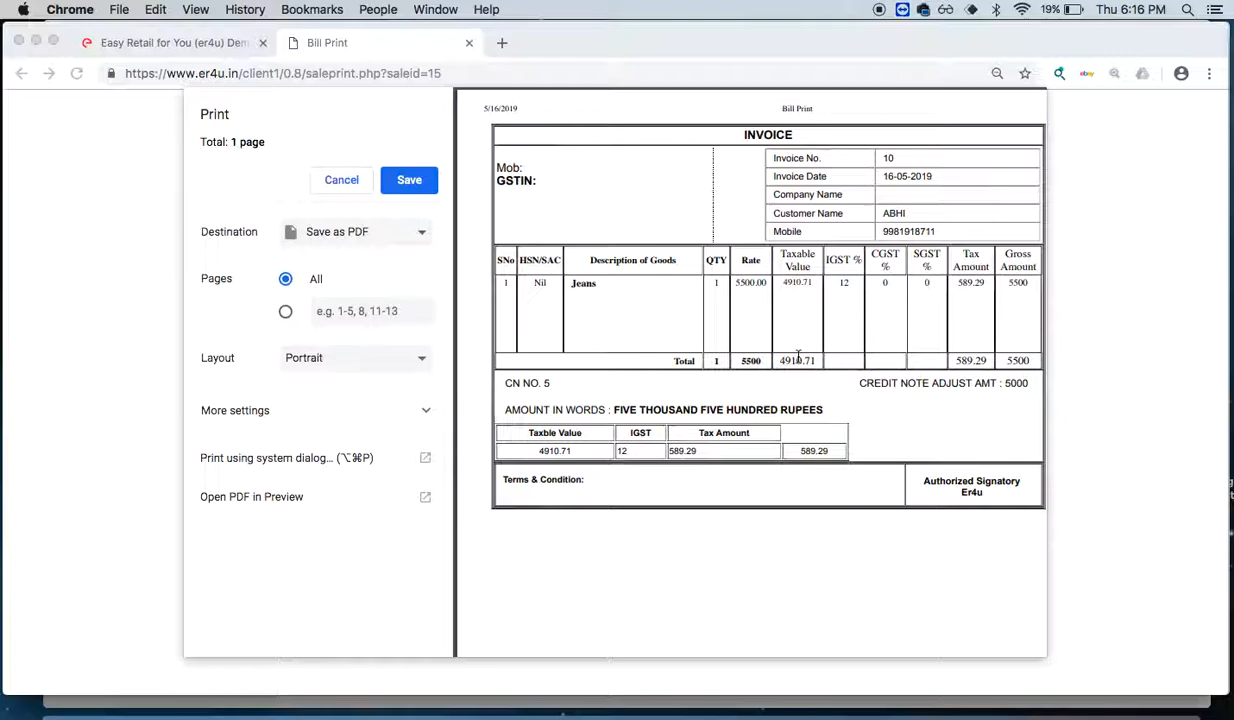 Chrome File Edit View History Bookmarks People Window Help 19% Thu 6:16 PM
Easy Retail for You (er4u) Dem Bill Print
https://www.er4u.in/client1/0.8/saleprint.php?saleid=15
ebay
Print
Total: 1 page
Cancel Save
Destination Save as PDF
Pages All
e.g. 1-5, 8, 11-13
Layout Portrait
More settings
Print using system dialog... (⌥⌘P)
Open PDF in Preview
5/16/2019 Bill Print
INVOICE
Mob:
GSTIN:
Invoice No. 10
Invoice Date 16-05-2019
Company Name
Customer Name ABHI
Mobile 9981918711
SNo HSN/SAC Description of Goods QTY Rate Taxable Value IGST % CGST % SGST % Tax Amount Gross Amount
1 Nil Jeans 1 5500.00 4910.71 12 0 0 589.29 5500
Total 1 5500 4910.71 589.29 5500
CN NO. 5 CREDIT NOTE ADJUST AMT : 5000
AMOUNT IN WORDS : FIVE THOUSAND FIVE HUNDRED RUPEES
Taxble Value IGST Tax Amount
4910.71 12 589.29 589.29
Terms & Condition:
Authorized Signatory
Er4u